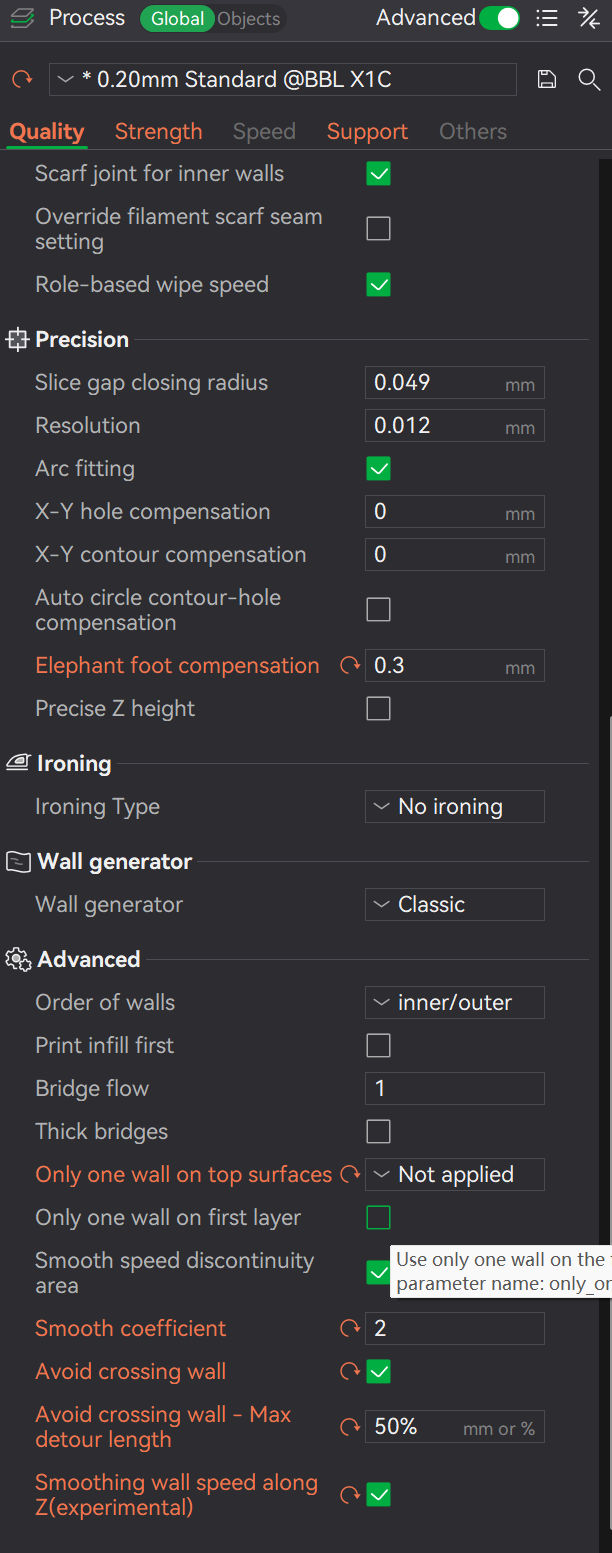 Process Global Objects Advanced
* 0.20mm Standard @BBL X1C
Quality Strength Speed Support Others
Scarf joint for inner walls
Override filament scarf seam
setting
Role-based wipe speed
Precision
Slice gap closing radius 0.049 mm
Resolution 0.012 mm
Arc fitting
X-Y hole compensation 0 mm
X-Y contour compensation 0 mm
Auto circle contour-hole
compensation
Elephant foot compensation 0.3 mm
Precise Z height
Ironing
Ironing Type No ironing
Wall generator
Wall generator Classic
Advanced
Order of walls inner/outer
Print infill first
Bridge flow 1
Thick bridges
Only one wall on top surfaces Not applied
Only one wall on first layer
Smooth speed discontinuity
area
Use only one wall on the
parameter name: only_or
Smooth coefficient 2
Avoid crossing wall
Avoid crossing wall - Max
detour length 50% mm or %
Smoothing wall speed along
Z(experimental)